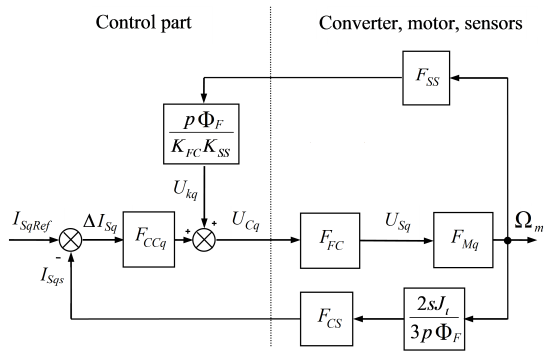 Control part
Converter, motor, sensors
F_SS
pΦ_F
K_FC K_SS
U_kq
I_SqRef
ΔI_Sq
F_CCq
+
+
U_Cq
F_FC
U_Sq
F_Mq
Ω_m
-
I_Sqs
F_CS
2sJ_t
3pΦ_F